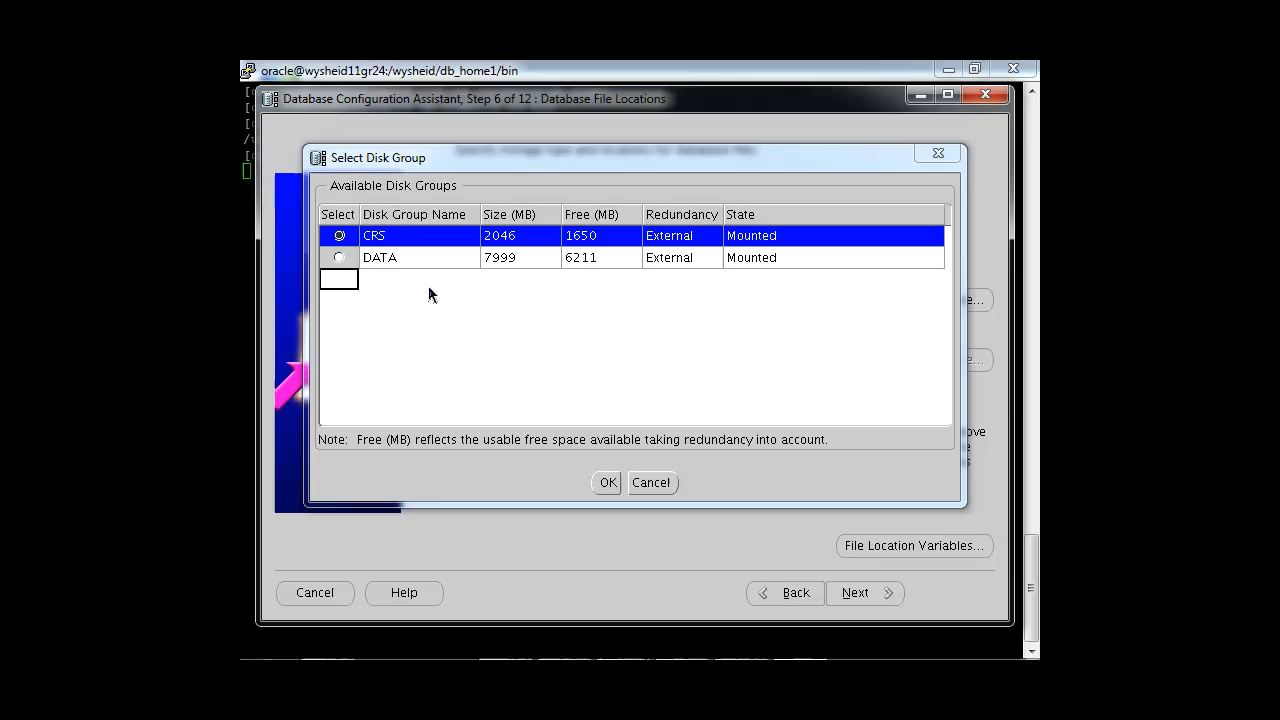 oracle@wysheid11gr24:/wysheid/db_home1/bin
Database Configuration Assistant, Step 6 of 12 : Database File Locations
Select Disk Group
Available Disk Groups
Select Disk Group Name Size (MB) Free (MB) Redundancy State
CRS 2046 1650 External Mounted
DATA 7999 6211 External Mounted
Note: Free (MB) reflects the usable free space available taking redundancy into account.
OK Cancel
File Location Variables...
Cancel Help Back Next